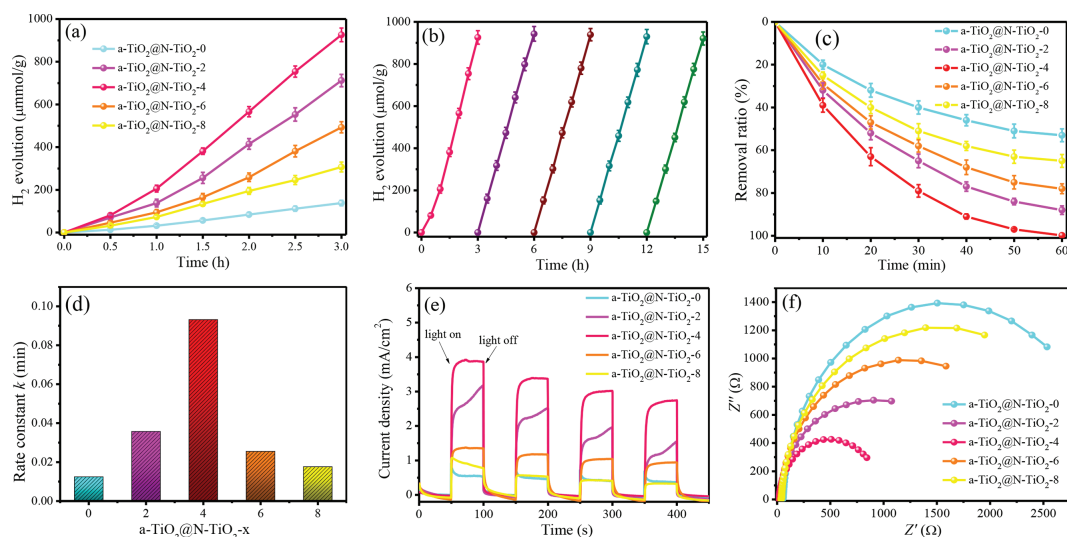 (a)
H₂ evolution (μmmol/g)
1000
800
600
400
200
0
a-TiO₂@N-TiO₂-0
a-TiO₂@N-TiO₂-2
a-TiO₂@N-TiO₂-4
a-TiO₂@N-TiO₂-6
a-TiO₂@N-TiO₂-8
0.0 0.5 1.0 1.5 2.0 2.5 3.0
Time (h)
(b)
H₂ evolution (μmol/g)
1000
800
600
400
200
0
0 3 6 9 12 15
Time (h)
(c)
Removal ratio (%)
0
20
40
60
80
100
a-TiO₂@N-TiO₂-0
a-TiO₂@N-TiO₂-2
a-TiO₂@N-TiO₂-4
a-TiO₂@N-TiO₂-6
a-TiO₂@N-TiO₂-8
0 10 20 30 40 50 60
Time (min)
(d)
Rate constant k (min)
0.10
0.08
0.06
0.04
0.02
0.00
0 2 4 6 8
a-TiO₂@N-TiO₂-x
(e)
Current density (mA/cm²)
6
5
4
3
2
1
0
light on
light off
a-TiO₂@N-TiO₂-0
a-TiO₂@N-TiO₂-2
a-TiO₂@N-TiO₂-4
a-TiO₂@N-TiO₂-6
a-TiO₂@N-TiO₂-8
0 100 200 300 400
Time (s)
(f)
Z'' (Ω)
2000
1800
1600
1400
1200
1000
800
600
400
200
0
a-TiO₂@N-TiO₂-0
a-TiO₂@N-TiO₂-2
a-TiO₂@N-TiO₂-4
a-TiO₂@N-TiO₂-6
a-TiO₂@N-TiO₂-8
0 500 1000 1500 2000 2500
Z' (Ω)